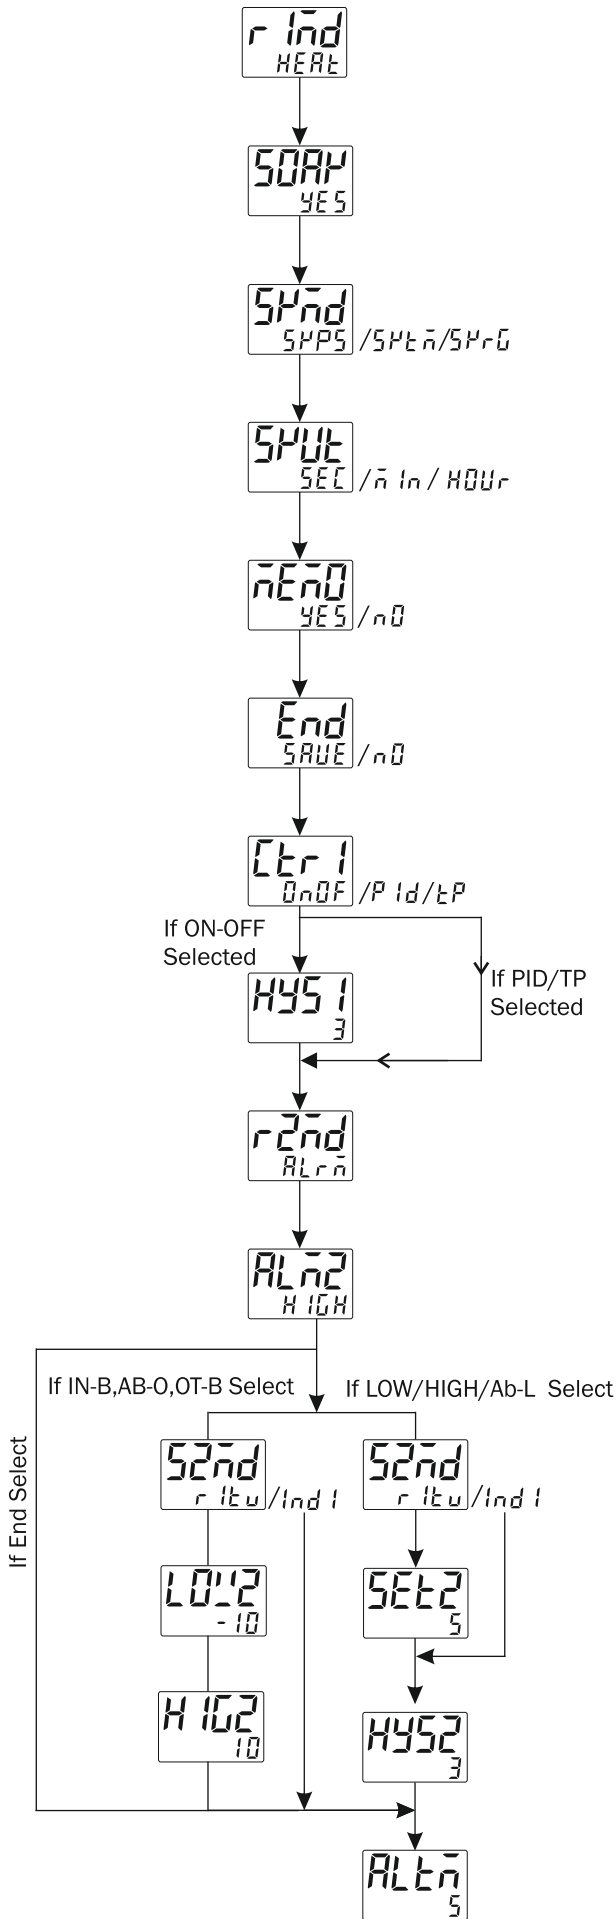 r1md
HEAt
SOAK
YES
SKmd
SKPS /SKtm/SKrG
SKUt
SEC /min / HOUr
mEmO
YES /nO
End
SAVE /nO
Ctr1
OnOF /PId/tP
If ON-OFF
Selected
If PID/TP
Selected
HYS1
3
r2md
ALrm
ALm2
HIGH
If IN-B,AB-O,OT-B Select
If LOW/HIGH/Ab-L Select
If End Select
S2md
r1tv /Ind1
S2md
r1tv /Ind1
LOW2
-10
SEt2
5
HIG2
10
HYS2
3
ALtm
5